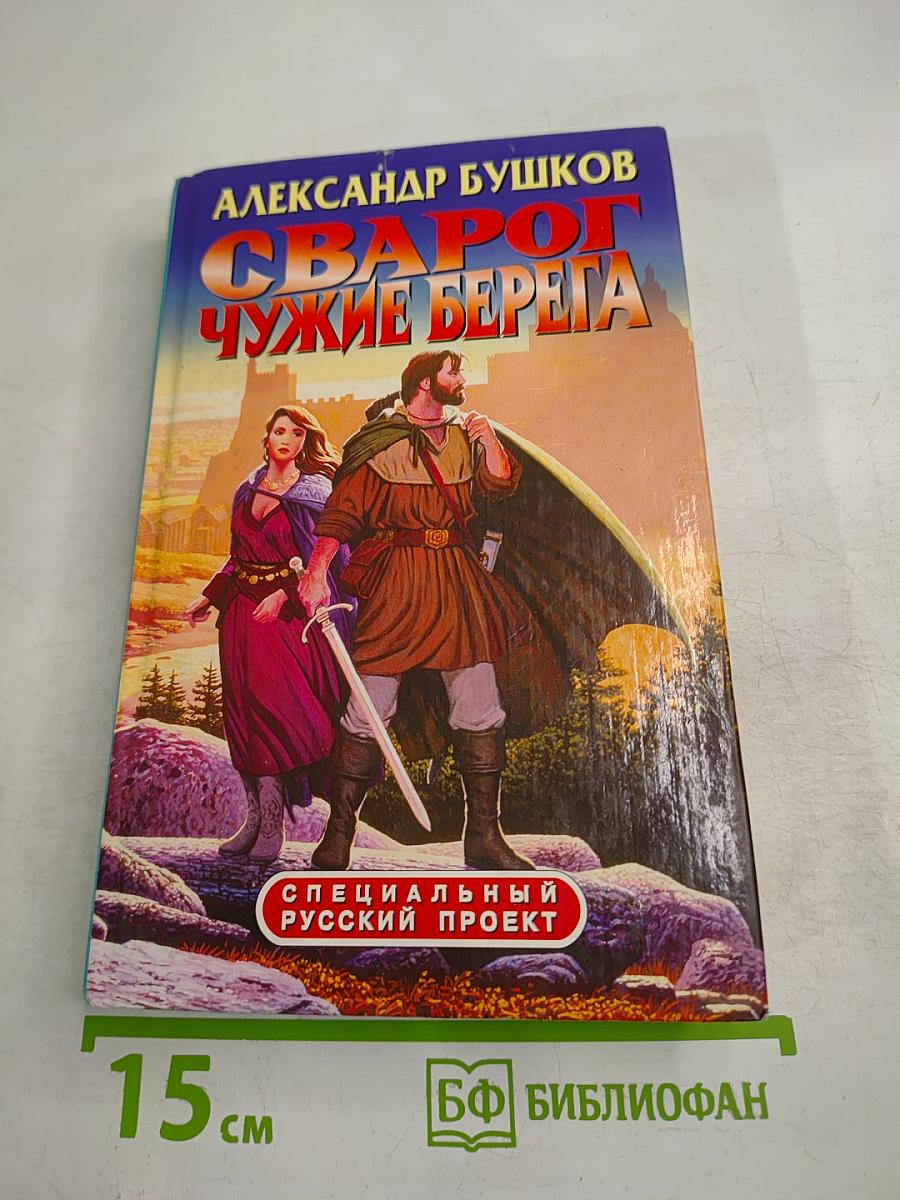 АЛЕКСАНДР БУШКОВ
СВАРОГ
ЧУЖИЕ БЕРЕГА
СПЕЦИАЛЬНЫЙ
РУССКИЙ ПРОЕКТ
15 см
БФ БИБЛИОФАН